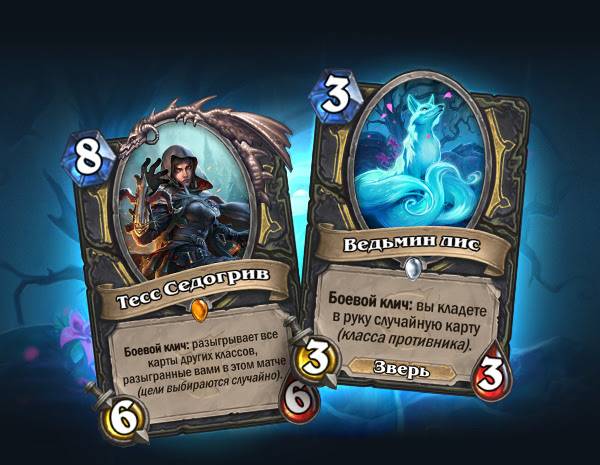 8
Тесс Седогрив
Боевой клич: разыгрывает все
карты других классов,
разыгранные вами в этом матче
(цели выбираются случайно).
6
6
3
Ведьмин лис
Боевой клич: вы кладете
в руку случайную карту
(класса противника).
3
Зверь
3